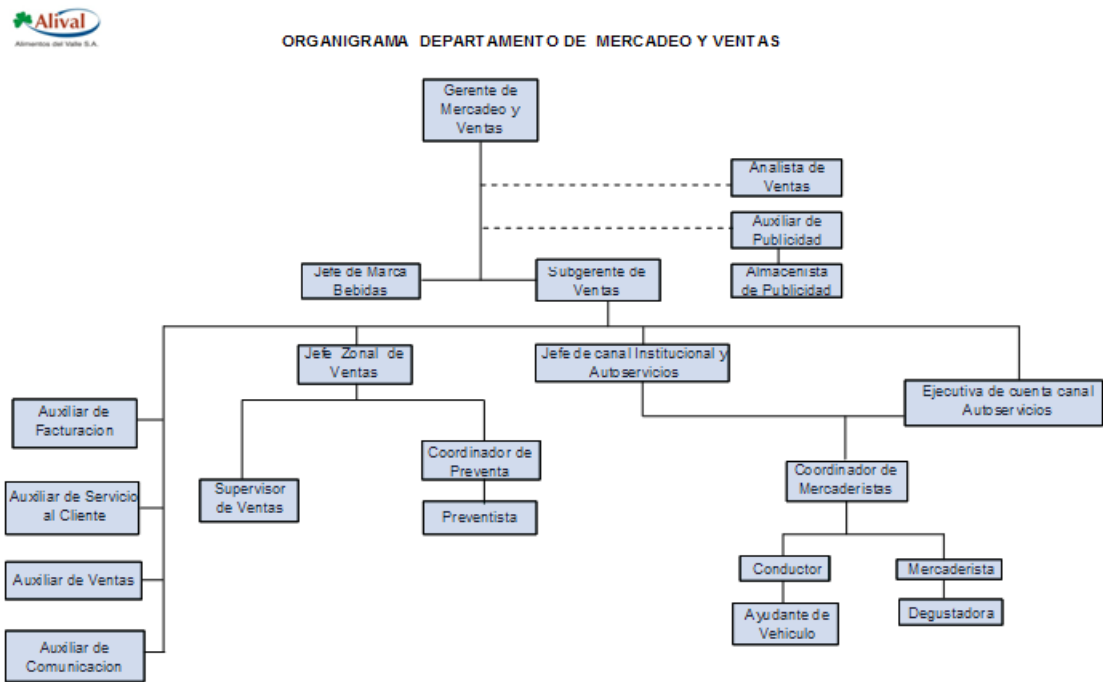 Alival
Alimentos del Valle S.A.
ORGANIGRAMA DEPARTAMENTO DE MERCADEO Y VENTAS
Gerente de
Mercadeo y
Ventas
Analista de
Ventas
Auxiliar de
Publicidad
Almacenista
de Publicidad
Jefe de Marca
Bebidas
Subgerente de
Ventas
Jefe Zonal de
Ventas
Jefe de canal Institucional y
Autoservicios
Ejecutiva de cuenta canal
Autoservicios
Auxiliar de
Facturacion
Auxiliar de Servicio
al Cliente
Auxiliar de Ventas
Auxiliar de
Comunicacion
Supervisor
de Ventas
Coordinador de
Preventa
Preventista
Coordinador de
Mercaderistas
Conductor
Ayudante de
Vehiculo
Mercaderista
Degustadora